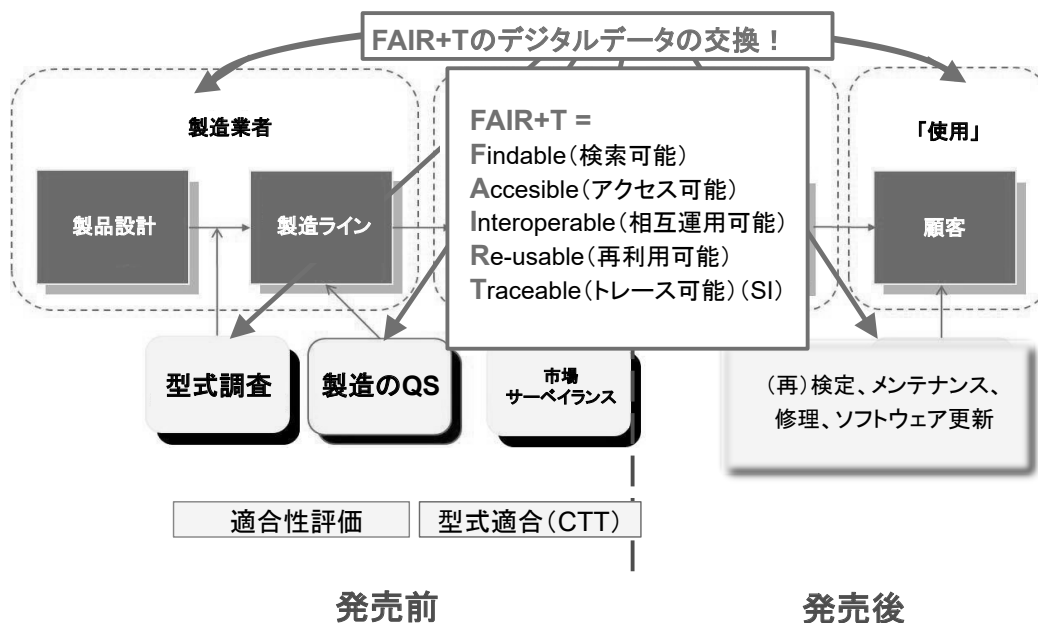 FAIR+Tのデジタルデータの交換！
製造業者
「使用」
FAIR+T =
Findable（検索可能）
Accesible（アクセス可能）
Interoperable（相互運用可能）
Re-usable（再利用可能）
Traceable（トレース可能）（SI）
製品設計
製造ライン
顧客
型式調査
製造のQS
市場
サーベイランス
（再）検定、メンテナンス、
修理、ソフトウェア更新
適合性評価
型式適合（CTT）
発売前
発売後